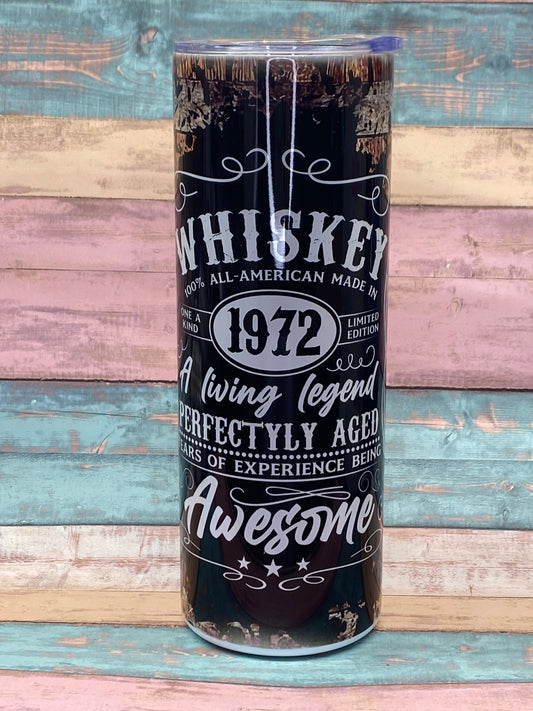 WHISKEY
100% ALL-AMERICAN MADE IN
ONE A
KIND
1972
LIMITED
EDITION
A living legend
PERFECTYLY AGED
EARS OF EXPERIENCE BEING
Awesome